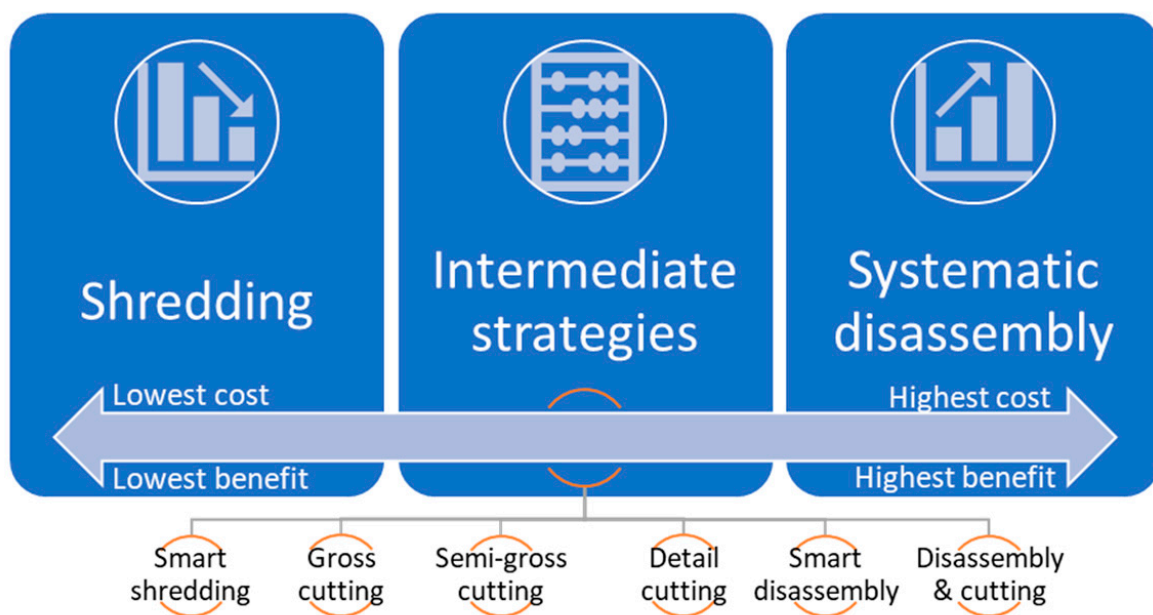 Shredding
Intermediate
strategies
Systematic
disassembly
Lowest cost
Highest cost
Lowest benefit
Highest benefit
Smart
shredding
Gross
cutting
Semi-gross
cutting
Detail
cutting
Smart
disassembly
Disassembly
& cutting